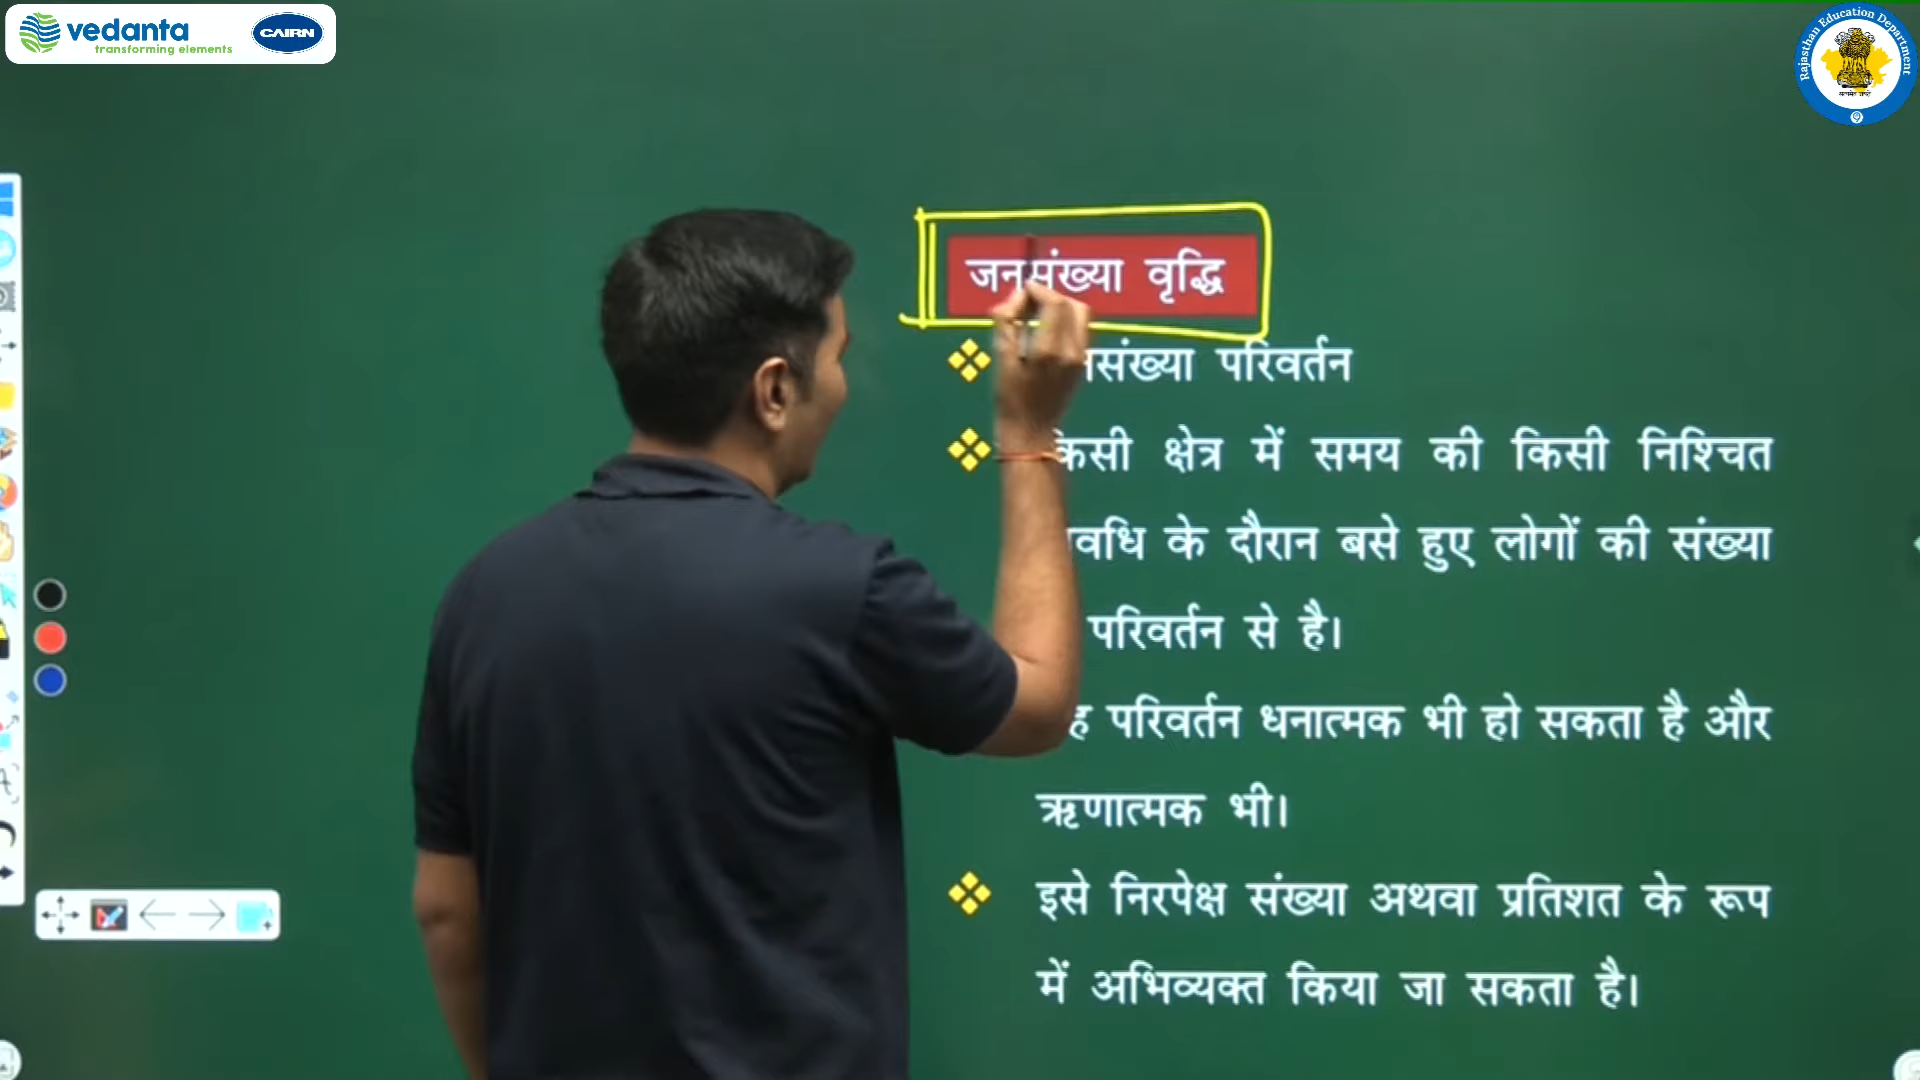 vedanta
transforming elements
CAIRN
Rajasthan Education Department
जनसंख्या वृद्धि
परिवर्तन
किसी क्षेत्र में समय की किसी निश्चित
के दौरान बसे हुए लोगों की संख्या
परिवर्तन से है।
परिवर्तन धनात्मक भी हो सकता है और
ऋणात्मक भी।
इसे निरपेक्ष संख्या अथवा प्रतिशत के रूप
में अभिव्यक्त किया जा सकता है।